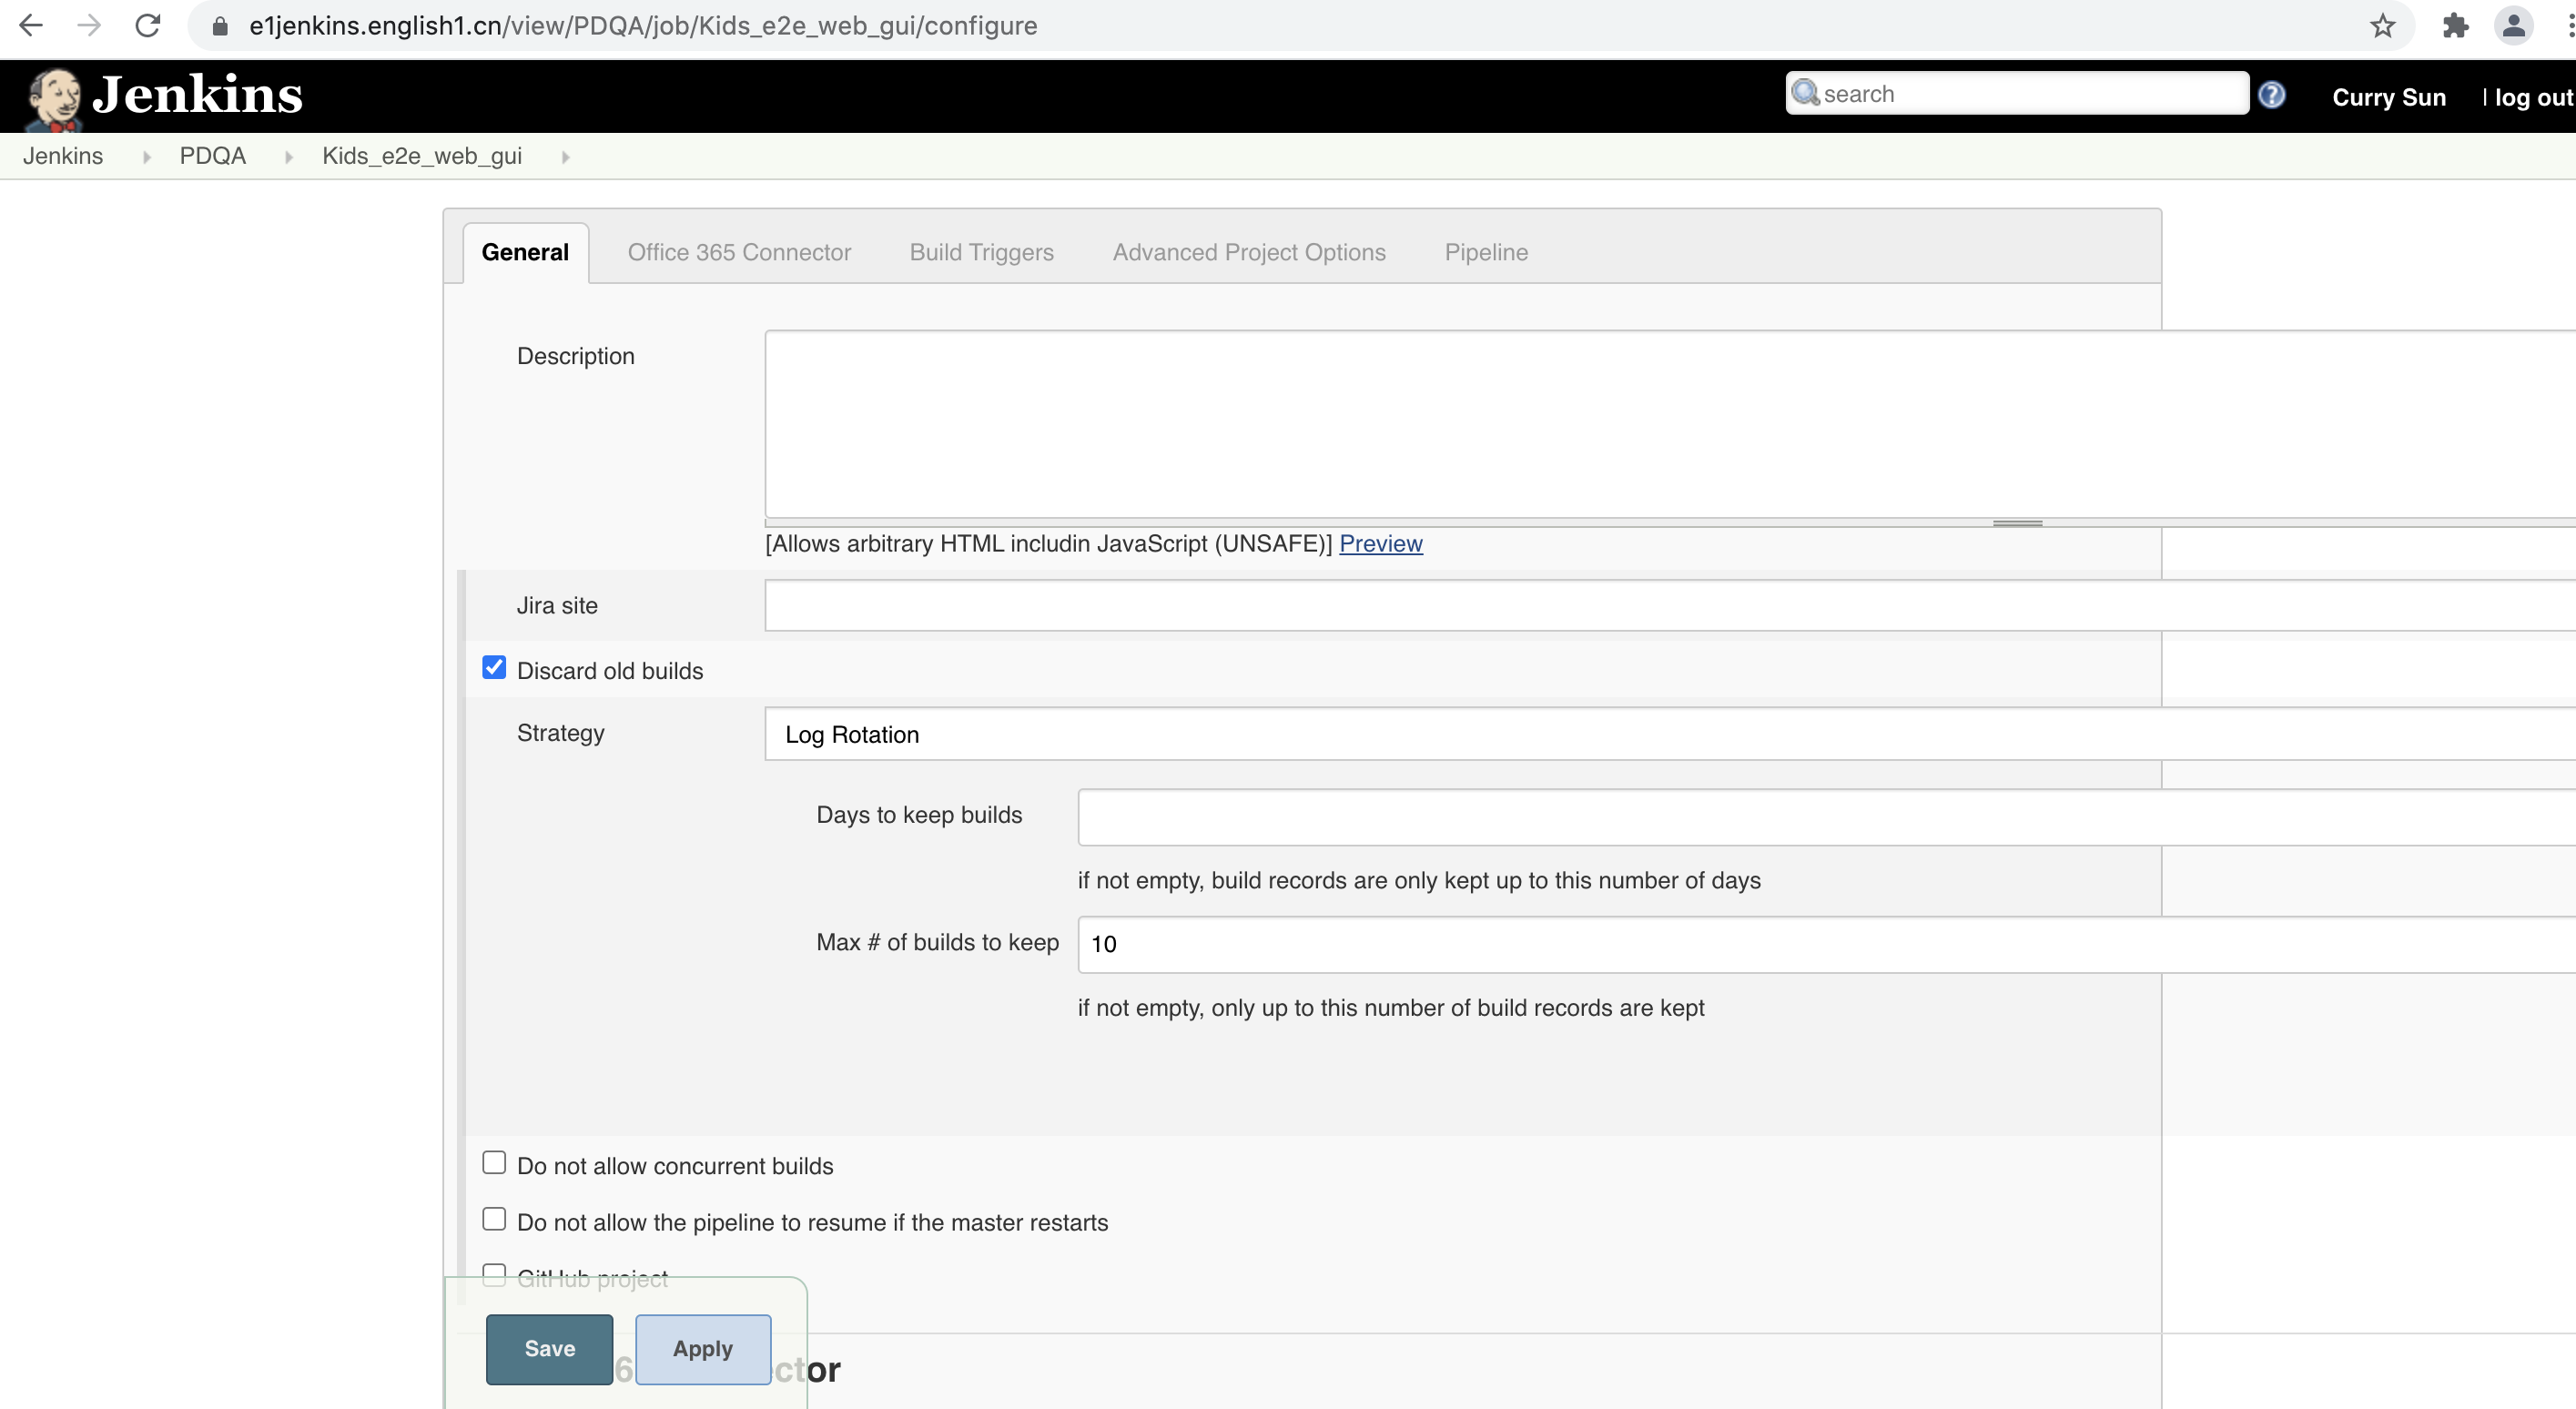 e1jenkins.english1.cn/view/PDQA/job/Kids_e2e_web_gui/configure
Jenkins
search
?
Curry Sun
| log out
Jenkins
PDQA
Kids_e2e_web_gui
General
Office 365 Connector
Build Triggers
Advanced Project Options
Pipeline
Description
[Allows arbitrary HTML includin JavaScript (UNSAFE)] Preview
Jira site
Discard old builds
Strategy
Log Rotation
Days to keep builds
if not empty, build records are only kept up to this number of days
Max # of builds to keep
10
if not empty, only up to this number of build records are kept
Do not allow concurrent builds
Do not allow the pipeline to resume if the master restarts
GitHub project
Save
Apply
6
ctor